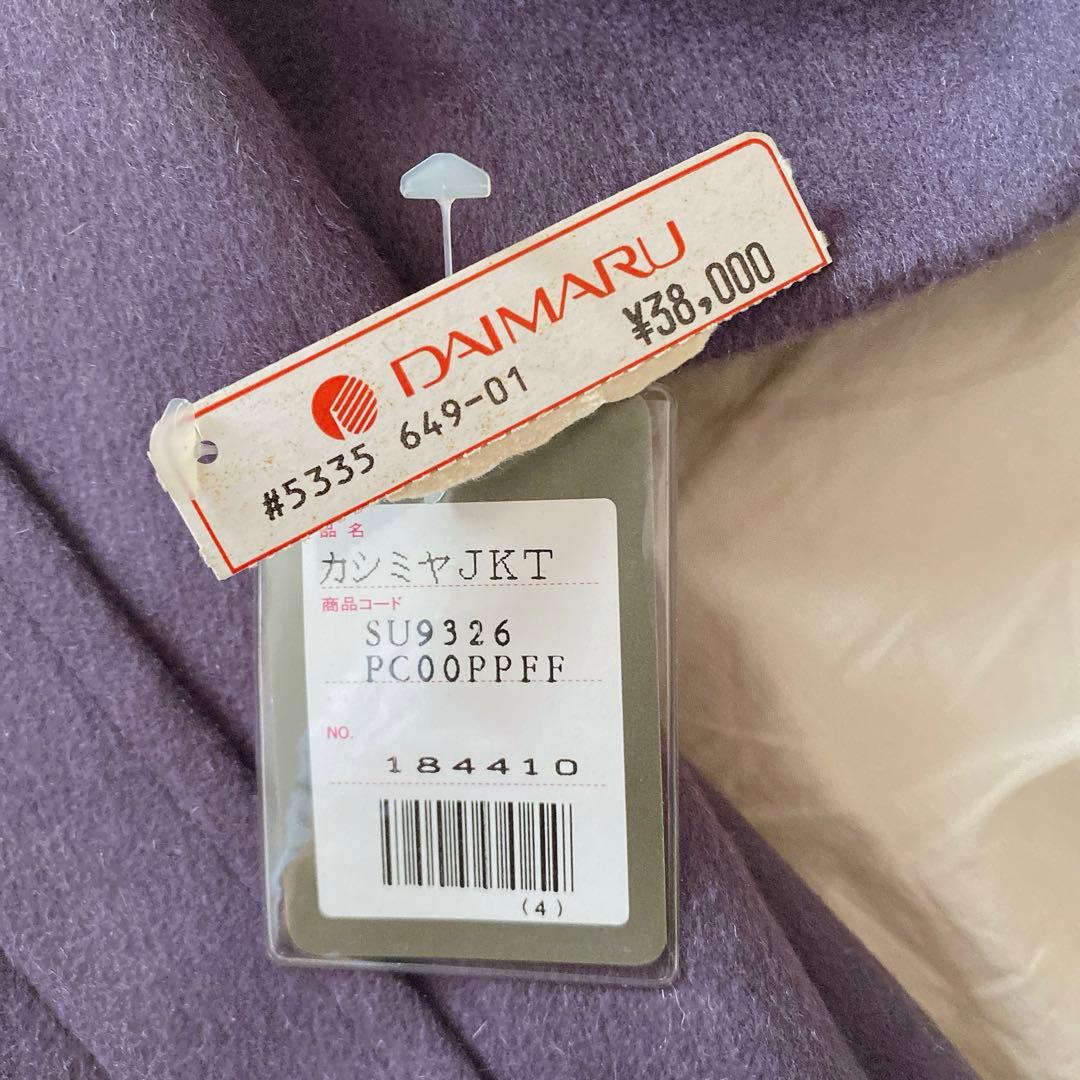 DAIMARU
¥38,000
#5335 649-01
品名
カシミヤJKT
商品コード
SU9326
PC00PPFF
NO.
184410
(4)